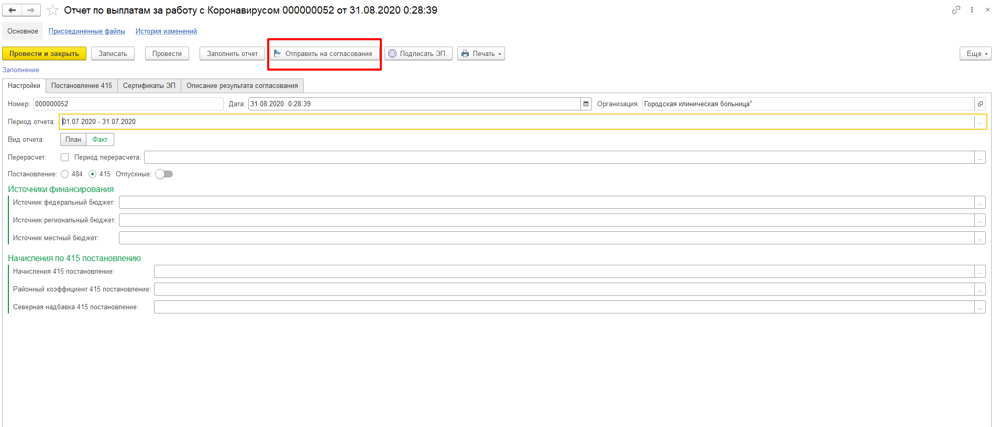 Отчет по выплатам за работу с Коронавирусом 000000052 от 31.08.2020 0:28:39
Основное Присоединенные файлы История изменений
Провести и закрыть Записать Провести Заполнить отчет Отправить на согласование Подписать ЭП Печать Еще
Заполнение
Настройки Постановление 415 Сертификаты ЭП Описание результата согласования
Номер: 000000052 Дата: 31.08.2020 0:28:39 Организация: Городская клиническая больница"
Период отчета: 01.07.2020 - 31.07.2020 ...
Вид отчета: План Факт
Перерасчет: Период перерасчета: ...
Постановление: 484 415 Отпускные:
Источники финансирования
Источник федеральный бюджет: ...
Источник региональный бюджет: ...
Источник местный бюджет: ...
Начисления по 415 постановлению
Начисления 415 постановление: ...
Районный коэффициент 415 постановление: ...
Северная надбавка 415 постановление: ...